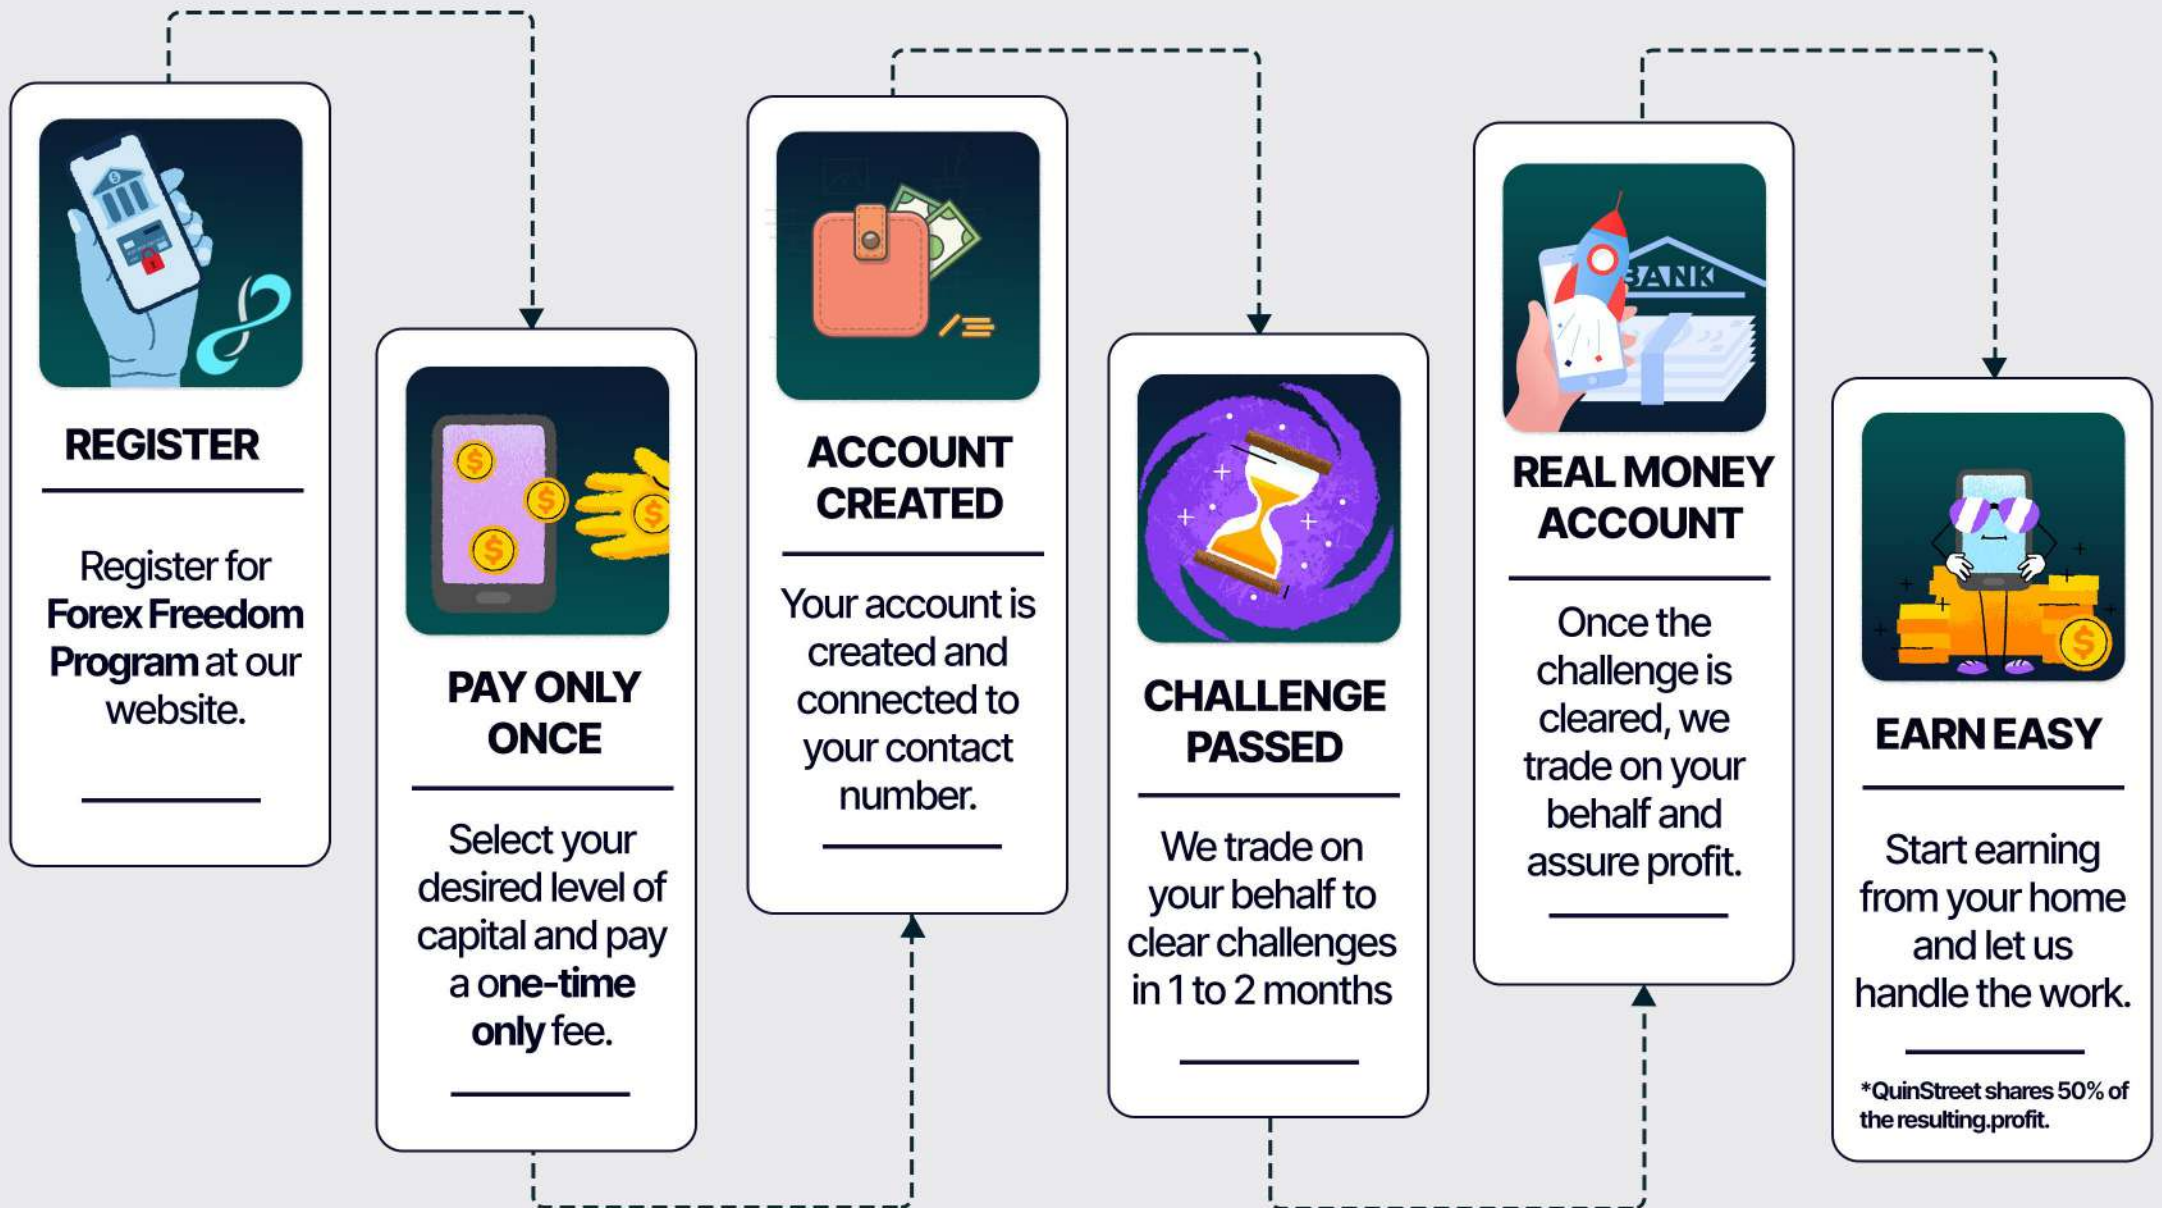 REGISTER
Register for
Forex Freedom
Program at our
website.
PAY ONLY
ONCE
Select your
desired level of
capital and pay
a one-time
only fee.
ACCOUNT
CREATED
Your account is
created and
connected to
your contact
number.
CHALLENGE
PASSED
We trade on
your behalf to
clear challenges
in 1 to 2 months
BANK
REAL MONEY
ACCOUNT
Once the
challenge is
cleared, we
trade on your
behalf and
assure profit.
EARN EASY
Start earning
from your home
and let us
handle the work.
*QuinStreet shares 50% of
the resulting.profit.